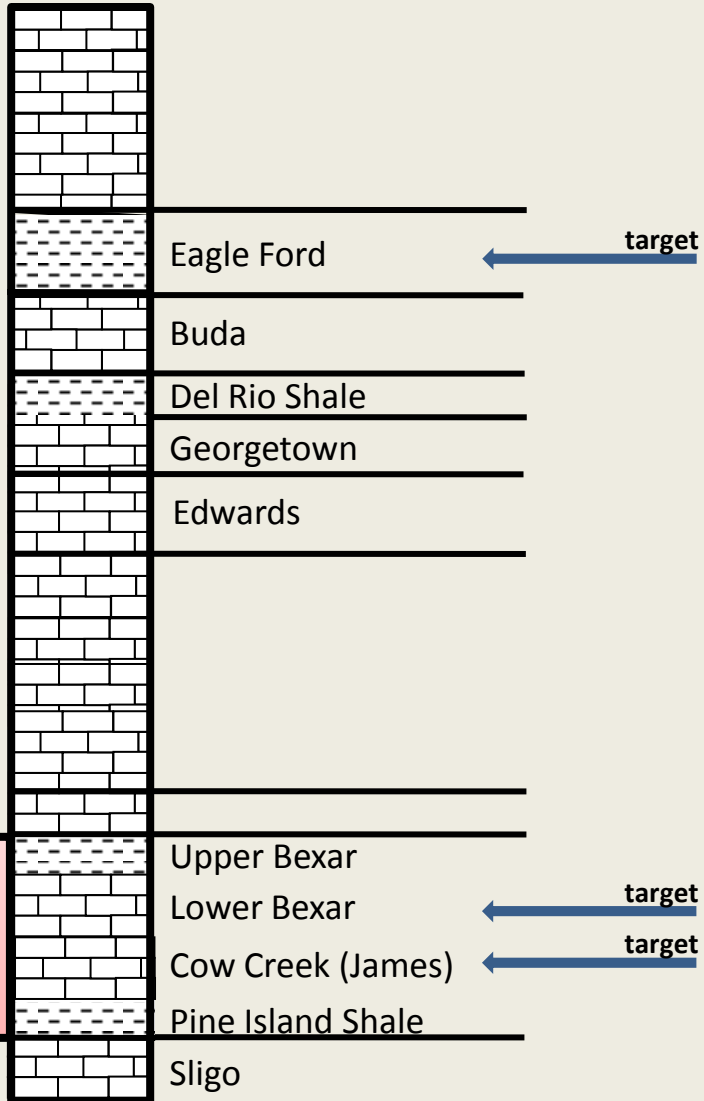 Eagle Ford
target
Buda
Del Rio Shale
Georgetown
Edwards
Upper Bexar
Lower Bexar
target
Cow Creek (James)
target
Pine Island Shale
Sligo